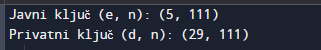 Javni ključ (e, n): (5, 111)
Privatni ključ (d, n): (29, 111)